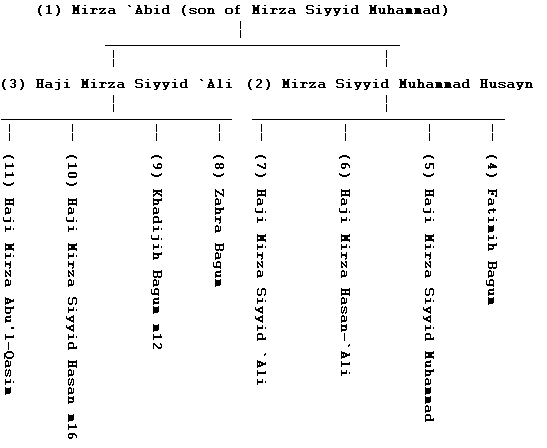 (1) Mirza `Abid (son of Mirza Siyyid Muhammad)
(3) Haji Mirza Siyyid `Ali
(2) Mirza Siyyid Muhammad Husayn
(11) Haji Mirza Abu'l-Qasim
(10) Haji Mirza Siyyid Hasan m16
(9) Khadijih Bagum m12
(8) Zahra Bagum
(7) Haji Mirza Siyyid `Ali
(6) Haji Mirza Hasan-`Ali
(5) Haji Mirza Siyyid Muhammad
(4) Fatimih Bagum